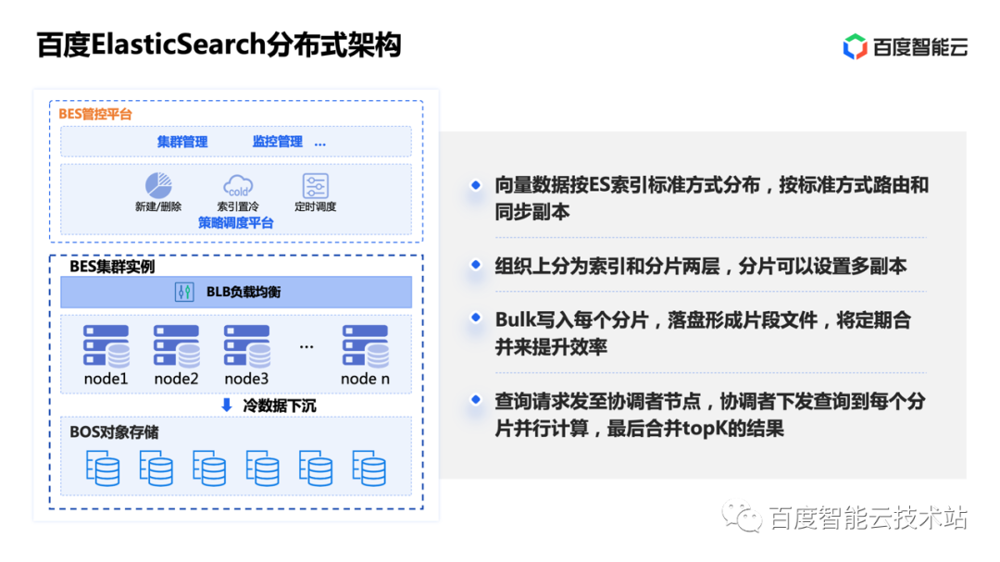 百度ElasticSearch分布式架构
百度智能云
BES管控平台
集群管理 监控管理 ...
cold
新建/删除 索引置冷 定时调度
策略调度平台
BES集群实例
BLB负载均衡
...
node1 node2 node3 node n
冷数据下沉
BOS对象存储
向量数据按ES索引标准方式分布，按标准方式路由和
同步副本
组织上分为索引和分片两层，分片可以设置多副本
Bulk写入每个分片，落盘形成片段文件，将定期合
并来提升效率
查询请求发至协调者节点，协调者下发查询到每个分
片并行计算，最后合并topK的结果
百度智能云技术站